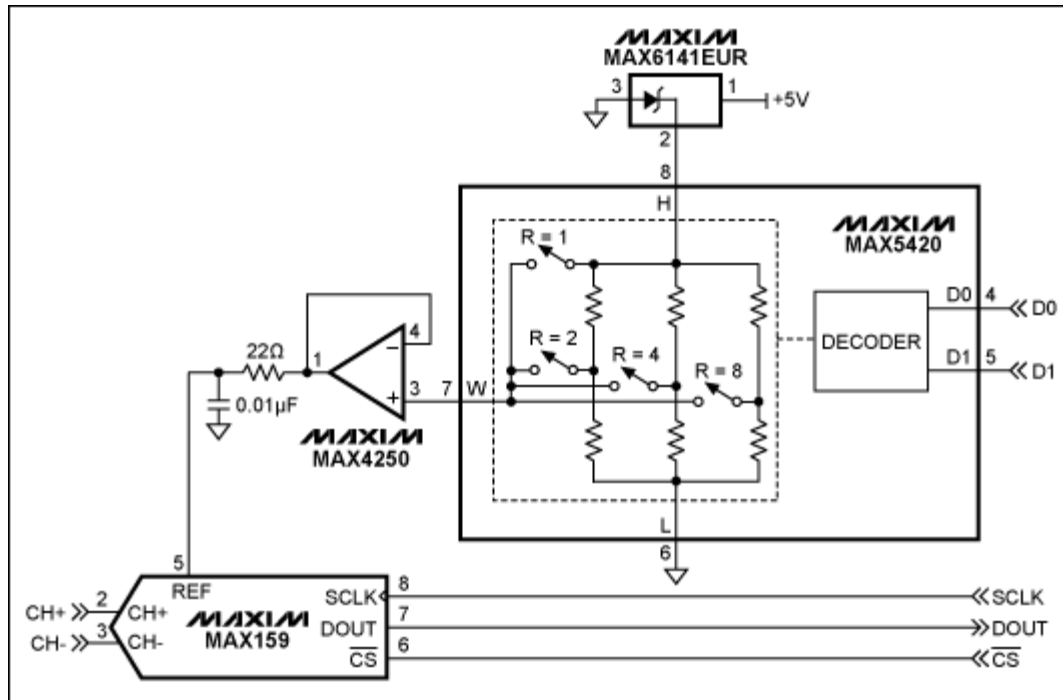 MAXIM
MAX6141EUR
3
1
+5V
2
8
H
MAXIM
MAX5420
R = 1
R = 2
R = 4
R = 8
DECODER
D0 4
D0
D1 5
D1
22Ω
1
4
−
+
3
7
W
0.01μF
MAXIM
MAX4250
L
6
5
REF
MAXIM
MAX159
CH+
2
CH+
CH-
3
CH-
SCLK
8
SCLK
DOUT
7
DOUT
CS
6
CS